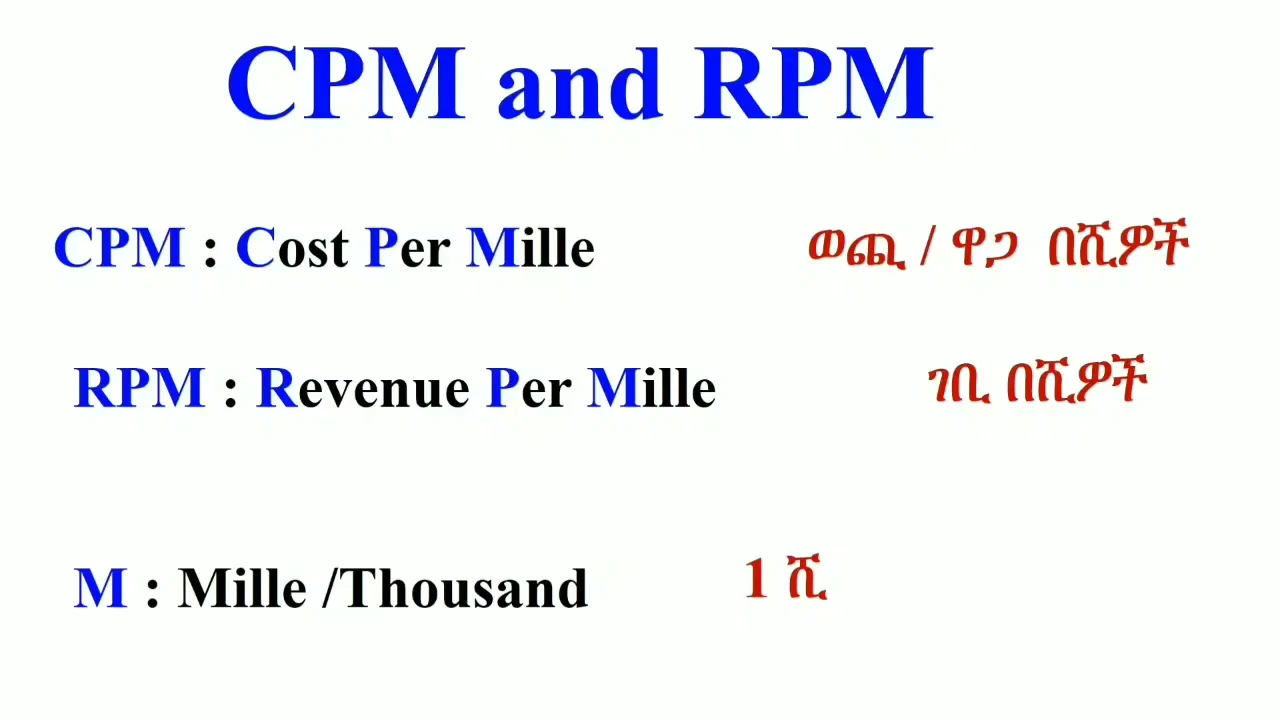 CPM and RPM
CPM : Cost Per Mille ወጪ / ዋጋ በሺዎች
RPM : Revenue Per Mille ገቢ በሺዎች
M : Mille /Thousand 1 ሺ